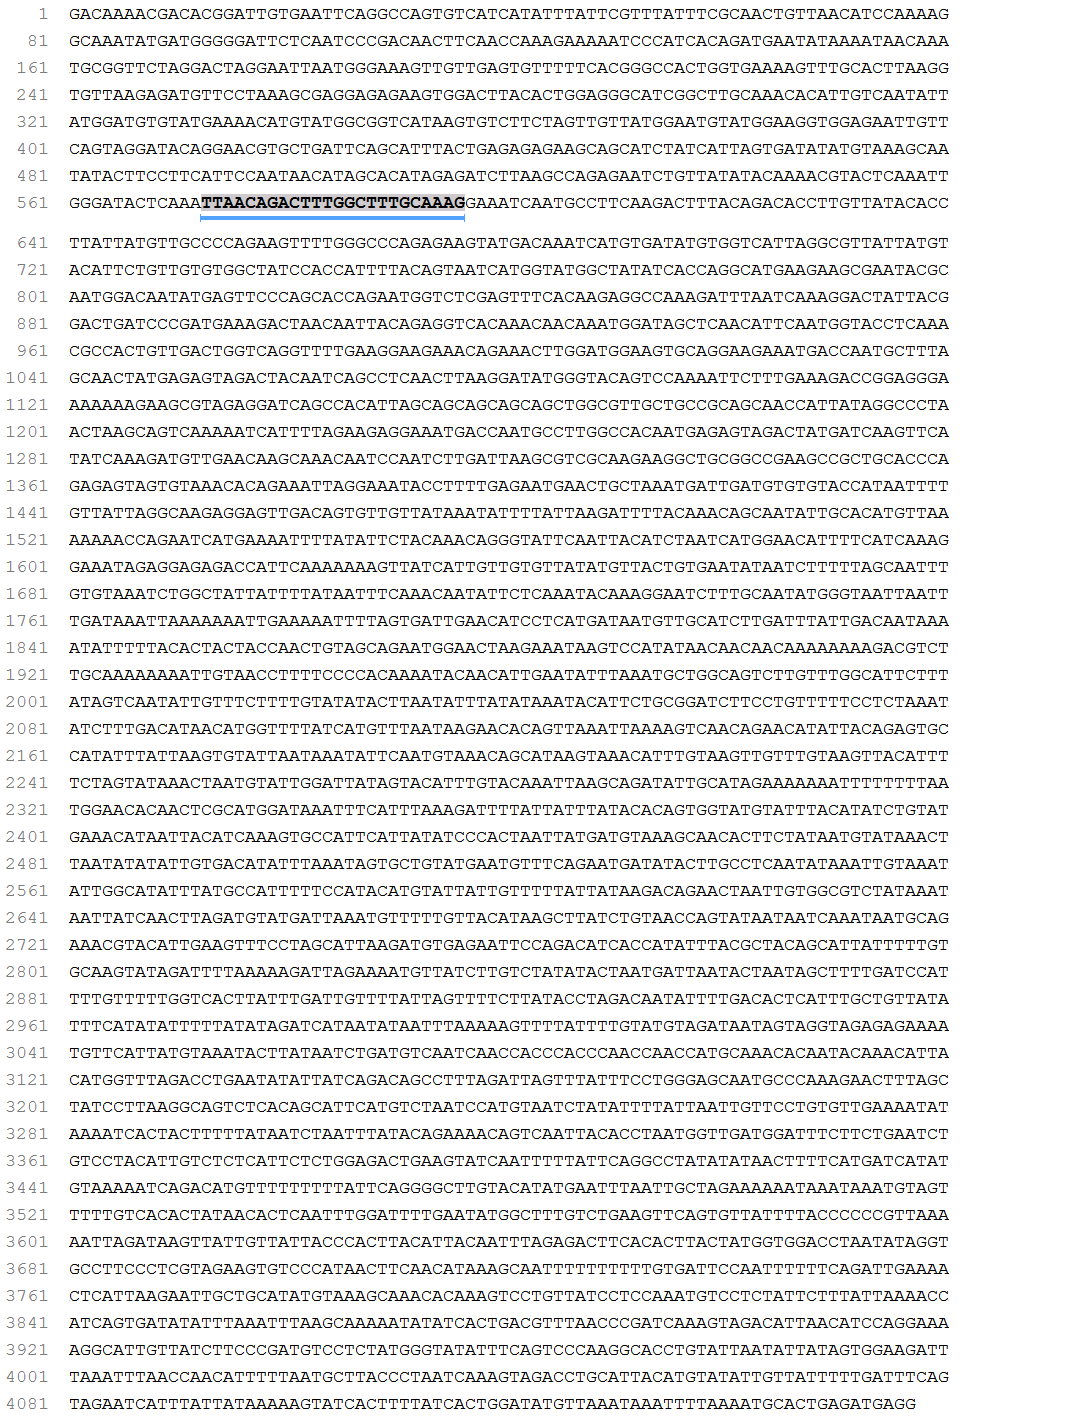 1 GACAAAACGACACGGATTGTGAATTCAGGCCAGTGTCATCATATTTATTCGTTTATTTCGCAACTGTTAACATCCAAAAG
81 GCAAATATGATGGGGGATTCTCAATCCCGACAACTTCAACCAAAGAAAAATCCCATCACAGATGAATATAAAATAACAAA
161 TGCGGTTCTAGGACTAGGAATTAATGGGAAAGTTGTTGAGTGTTTTTCACGGGCCACTGGTGAAAAGTTTGCACTTAAGG
241 TGTTAAGAGATGTTCCTAAAGCGAGGAGAGAAGTGGACTTACACTGGAGGGCATCGGCTTGCAAACACATTGTCAATATT
321 ATGGATGTGTATGAAAACATGTATGGCGGTCATAAGTGTCTTCTAGTTGTTATGGAATGTATGGAAGGTGGAGAATTGTT
401 CAGTAGGATACAGGAACGTGCTGATTCAGCATTTACTGAGAGAGAAGCAGCATCTATCATTAGTGATATATGTAAAGCAA
481 TATACTTCCTTCATTCCAATAACATAGCACATAGAGATCTTAAGCCAGAGAATCTGTTATATACAAAACGTACTCAAATT
561 GGGATACTCAAATTAACAGACTTTGGCTTTGCAAAGGAAATCAATGCCTTCAAGACTTTACAGACACCTTGTTATACACC
641 TTATTATGTTGCCCCAGAAGTTTTGGGCCCAGAGAAGTATGACAAATCATGTGATATGTGGTCATTAGGCGTTATTATGT
721 ACATTCTGTTGTGTGGCTATCCACCATTTTACAGTAATCATGGTATGGCTATATCACCAGGCATGAAGAAGCGAATACGC
801 AATGGACAATATGAGTTCCCAGCACCAGAATGGTCTCGAGTTTCACAAGAGGCCAAAGATTTAATCAAAGGACTATTACG
881 GACTGATCCCGATGAAAGACTAACAATTACAGAGGTCACAAACAACAAATGGATAGCTCAACATTCAATGGTACCTCAAA
961 CGCCACTGTTGACTGGTCAGGTTTTGAAGGAAGAAACAGAAACTTGGATGGAAGTGCAGGAAGAAATGACCAATGCTTTA
1041 GCAACTATGAGAGTAGACTACAATCAGCCTCAACTTAAGGATATGGGTACAGTCCAAAATTCTTTGAAAGACCGGAGGGA
1121 AAAAAAGAAGCGTAGAGGATCAGCCACATTAGCAGCAGCAGCAGCTGGCGTTGCTGCCGCAGCAACCATTATAGGCCCTA
1201 ACTAAGCAGTCAAAAATCATTTTAGAAGAGGAAATGACCAATGCCTTGGCCACAATGAGAGTAGACTATGATCAAGTTCA
1281 TATCAAAGATGTTGAACAAGCAAACAATCCAATCTTGATTAAGCGTCGCAAGAAGGCTGCGGCCGAAGCCGCTGCACCCA
1361 GAGAGTAGTGTAAACACAGAAATTAGGAAATACCTTTTGAGAATGAACTGCTAAATGATTGATGTGTGTACCATAATTTT
1441 GTTATTAGGCAAGAGGAGTTGACAGTGTTGTTATAAATATTTTATTAAGATTTTACAAACAGCAATATTGCACATGTTAA
1521 AAAAACCAGAATCATGAAAATTTTATATTCTACAAACAGGGTATTCAATTACATCTAATCATGGAACATTTTCATCAAAG
1601 GAAATAGAGGAGAGACCATTCAAAAAAAGTTATCATTGTTGTGTTATATGTTACTGTGAATATAATCTTTTTAGCAATTT
1681 GTGTAAATCTGGCTATTATTTTATAATTTCAAACAATATTCTCAAATACAAAGGAATCTTTGCAATATGGGTAATTAATT
1761 TGATAAATTAAAAAAATTGAAAAATTTTAGTGATTGAACATCCTCATGATAATGTTGCATCTTGATTTATTGACAATAAA
1841 ATATTTTTACACTACTACCAACTGTAGCAGAATGGAACTAAGAAATAAGTCCATATAACAACAACAAAAAAAAGACGTCT
1921 TGCAAAAAAAATTGTAACCTTTTCCCCACAAAATACAACATTGAATATTTAAATGCTGGCAGTCTTGTTTGGCATTCTTT
2001 ATAGTCAATATTGTTTCTTTTGTATATACTTAATATTTATATAAATACATTCTGCGGATCTTCCTGTTTTTCCTCTAAAT
2081 ATCTTTGACATAACATGGTTTTATCATGTTTAATAAGAACACAGTTAAATTAAAAGTCAACAGAACATATTACAGAGTGC
2161 CATATTTATTAAGTGTATTAATAAATATTCAATGTAAACAGCATAAGTAAACATTTGTAAGTTGTTTGTAAGTTACATTT
2241 TCTAGTATAAACTAATGTATTGGATTATAGTACATTTGTACAAATTAAGCAGATATTGCATAGAAAAAAATTTTTTTTAA
2321 TGGAACACAACTCGCATGGATAAATTTCATTTAAAGATTTTATTATTTATACACAGTGGTATGTATTTACATATCTGTAT
2401 GAAACATAATTACATCAAAGTGCCATTCATTATATCCCACTAATTATGATGTAAAGCAACACTTCTATAATGTATAAACT
2481 TAATATATATTGTGACATATTTAAATAGTGCTGTATGAATGTTTCAGAATGATATACTTGCCTCAATATAAATTGTAAAT
2561 ATTGGCATATTTATGCCATTTTTCCATACATGTATTATTGTTTTTATTATAAGACAGAACTAATTGTGGCGTCTATAAAT
2641 AATTATCAACTTAGATGTATGATTAAATGTTTTTGTTACATAAGCTTATCTGTAACCAGTATAATAATCAAATAATGCAG
2721 AAACGTACATTGAAGTTTCCTAGCATTAAGATGTGAGAATTCCAGACATCACCATATTTACGCTACAGCATTATTTTTGT
2801 GCAAGTATAGATTTTAAAAAGATTAGAAAATGTTATCTTGTCTATATACTAATGATTAATACTAATAGCTTTTGATCCAT
2881 TTTGTTTTTGGTCACTTATTTGATTGTTTTATTAGTTTTCTTATACCTAGACAATATTTTGACACTCATTTGCTGTTATA
2961 TTTCATATATTTTTATATAGATCATAATATAATTTAAAAAGTTTTATTTTGTATGTAGATAATAGTAGGTAGAGAGAAAA
3041 TGTTCATTATGTAAATACTTATAATCTGATGTCAATCAACCACCCACCCAACCAACCATGCAAACACAATACAAACATTA
3121 CATGGTTTAGACCTGAATATATTATCAGACAGCCTTTAGATTAGTTTATTTCCTGGGAGCAATGCCCAAAGAACTTTAGC
3201 TATCCTTAAGGCAGTCTCACAGCATTCATGTCTAATCCATGTAATCTATATTTTATTAATTGTTCCTGTGTTGAAAATAT
3281 AAAATCACTACTTTTTATAATCTAATTTATACAGAAAACAGTCAATTACACCTAATGGTTGATGGATTTCTTCTGAATCT
3361 GTCCTACATTGTCTCTCATTCTCTGGAGACTGAAGTATCAATTTTTATTCAGGCCTATATATAACTTTTCATGATCATAT
3441 GTAAAAATCAGACATGTTTTTTTTTATTCAGGGGCTTGTACATATGAATTTAATTGCTAGAAAAAATAAATAAATGTAGT
3521 TTTTGTCACACTATAACACTCAATTTGGATTTTGAATATGGCTTTGTCTGAAGTTCAGTGTTATTTTACCCCCCGTTAAA
3601 AATTAGATAAGTTATTGTTATTACCCACTTACATTACAATTTAGAGACTTCACACTTACTATGGTGGACCTAATATAGGT
3681 GCCTTCCCTCGTAGAAGTGTCCCATAACTTCAACATAAAGCAATTTTTTTTTTGTGATTCCAATTTTTTCAGATTGAAAA
3761 CTCATTAAGAATTGCTGCATATGTAAAGCAAACACAAAGTCCTGTTATCCTCCAAATGTCCTCTATTCTTTATTAAAACC
3841 ATCAGTGATATATTTAAATTTAAGCAAAAATATATCACTGACGTTTAACCCGATCAAAGTAGACATTAACATCCAGGAAA
3921 AGGCATTGTTATCTTCCCGATGTCCTCTATGGGTATATTTCAGTCCCAAGGCACCTGTATTAATATTATAGTGGAAGATT
4001 TAAATTTAACCAACATTTTTAATGCTTACCCTAATCAAAGTAGACCTGCATTACATGTATATTGTTATTTTTGATTTCAG
4081 TAGAATCATTTATTATAAAAAGTATCACTTTTATCACTGGATATGTTAAATAAATTTTAAAATGCACTGAGATGAGG